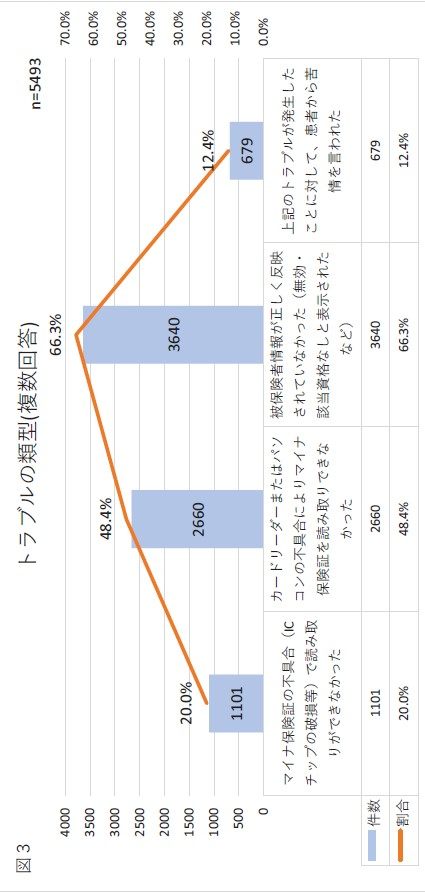 図３
トラブルの類型(複数回答)
n=5493
4000
3500
3000
2500
2000
1500
1000
500
0
70.0%
60.0%
50.0%
40.0%
30.0%
20.0%
10.0%
0.0%
20.0%
48.4%
66.3%
12.4%
1101
2660
3640
679
マイナ保険証の不具合（IC
チップの破損等）で読み取
りができなかった
カードリーダーまたはパソ
コンの不具合によりマイナ
保険証を読み取りできな
かった
被保険者情報が正しく反映
されていなかった（無効・
該当資格なしと表示された
など）
上記のトラブルが発生した
ことに対して、患者から苦
情を言われた
件数 1101 2660 3640 679
割合 20.0% 48.4% 66.3% 12.4%